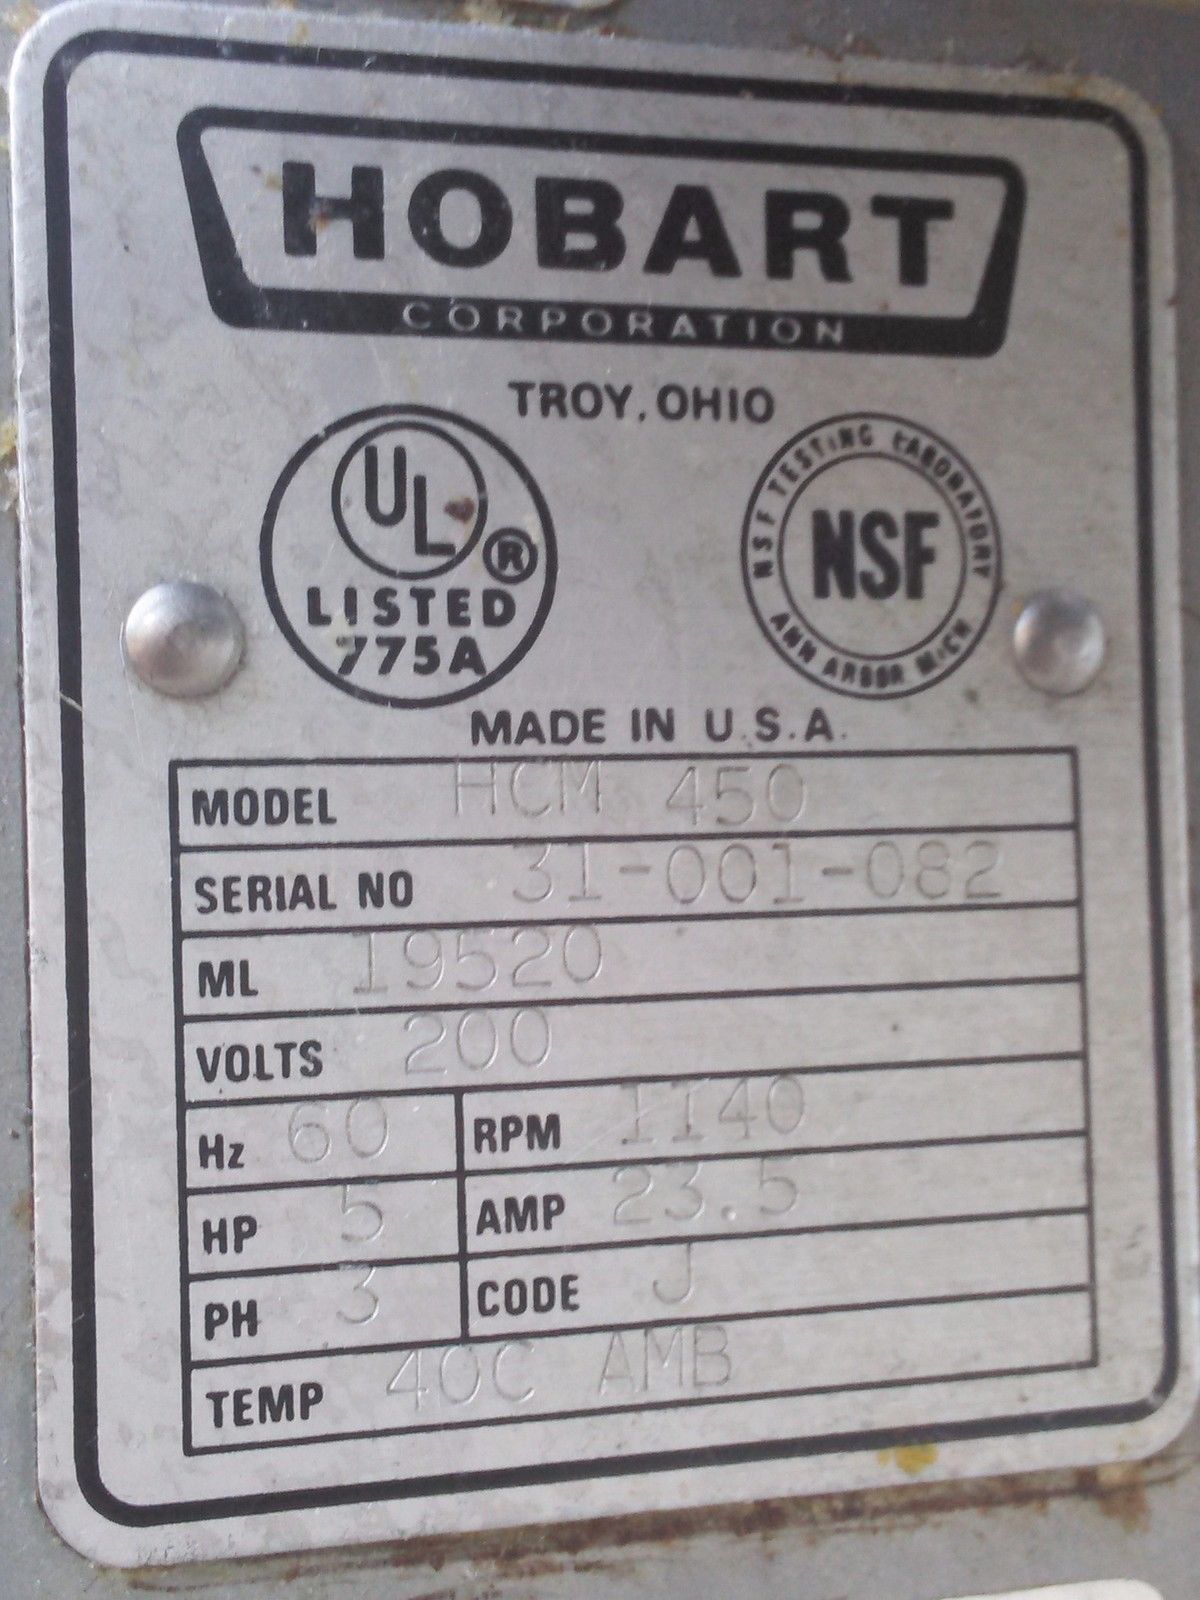 HOBART
CORPORATION
TROY, OHIO
UL
®
LISTED
775A
NSF TESTING LABORATORY
NSF
ANN ARBOR MICH
MADE IN U.S.A.
MODEL HCM 450
SERIAL NO 31-001-082
ML 19520
VOLTS 200
Hz 60 RPM 1140
HP 5 AMP 23.5
PH 3 CODE J
TEMP 40C AMB